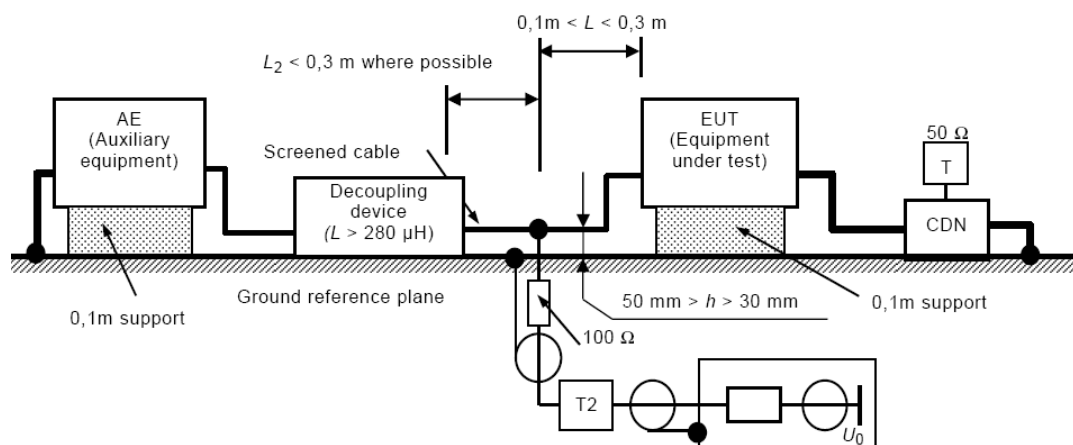 0,1m < L < 0,3 m
L2 < 0,3 m where possible
AE
(Auxiliary
equipment)
Screened cable
Decoupling
device
(L > 280 µH)
EUT
(Equipment
under test)
50 Ω
T
CDN
Ground reference plane
0,1m support
50 mm > h > 30 mm
0,1m support
100 Ω
T2
U0